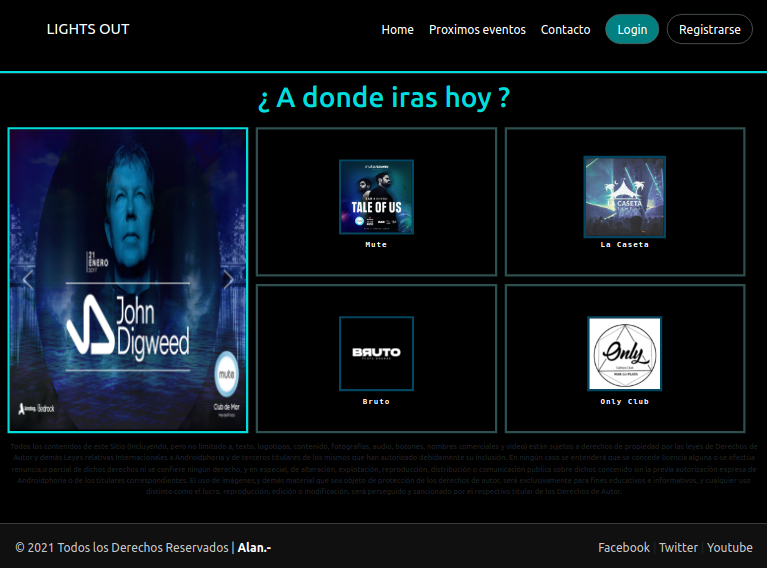 LIGHTS OUT
Home Proximos eventos Contacto Login Registrarse
¿ A donde iras hoy ?
21
ENERO
2017
John
Digweed
mute
Bedrock
Club de Mar
TALE OF US
Mute
LA CASETA
La Caseta
BRUTO
Bruto
Only
MAR DEL PLATA
Only Club
Todos los contenidos de este Sitio (Incluyendo, pero no limitado a, texto, logotipos, contenido, fotografías, audio, botones, nombres comerciales y vídeo) están sujetos a derechos de propiedad por las leyes de Derechos de
Autor y demás Leyes relativas Internacionales a Androidphoria y de terceros titulares de los mismos que han autorizado debidamente su inclusión. En ningún caso se entenderá que se concede licencia alguna o se efectúa
renuncia,o parcial de dichos derechos ni se confiere ningún derecho, y en especial, de alteración, explotación, reproducción, distribución o comunicación pública sobre dichos contenidos sin la previa autorización expresa de
Androidphoria o de los titulares correspondientes. El uso de imágenes,y demás material que sea objeto de protección de los derechos de autor, será exclusivamente para fines educativos e informativos, y cualquier uso
distinto como el lucro, reproducción, edición o modificación, será perseguido y sancionado por el respectivo titular de los Derechos de Autor.
© 2021 Todos los Derechos Reservados | Alan.-
Facebook | Twitter | Youtube